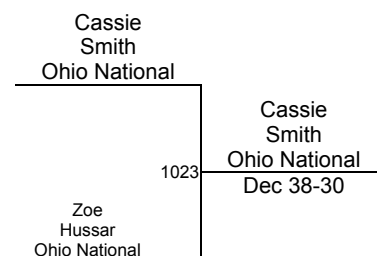 Cassie
Smith
Ohio National
Cassie
Smith
Ohio National
1023
Dec 38-30
Zoe
Hussar
Ohio National